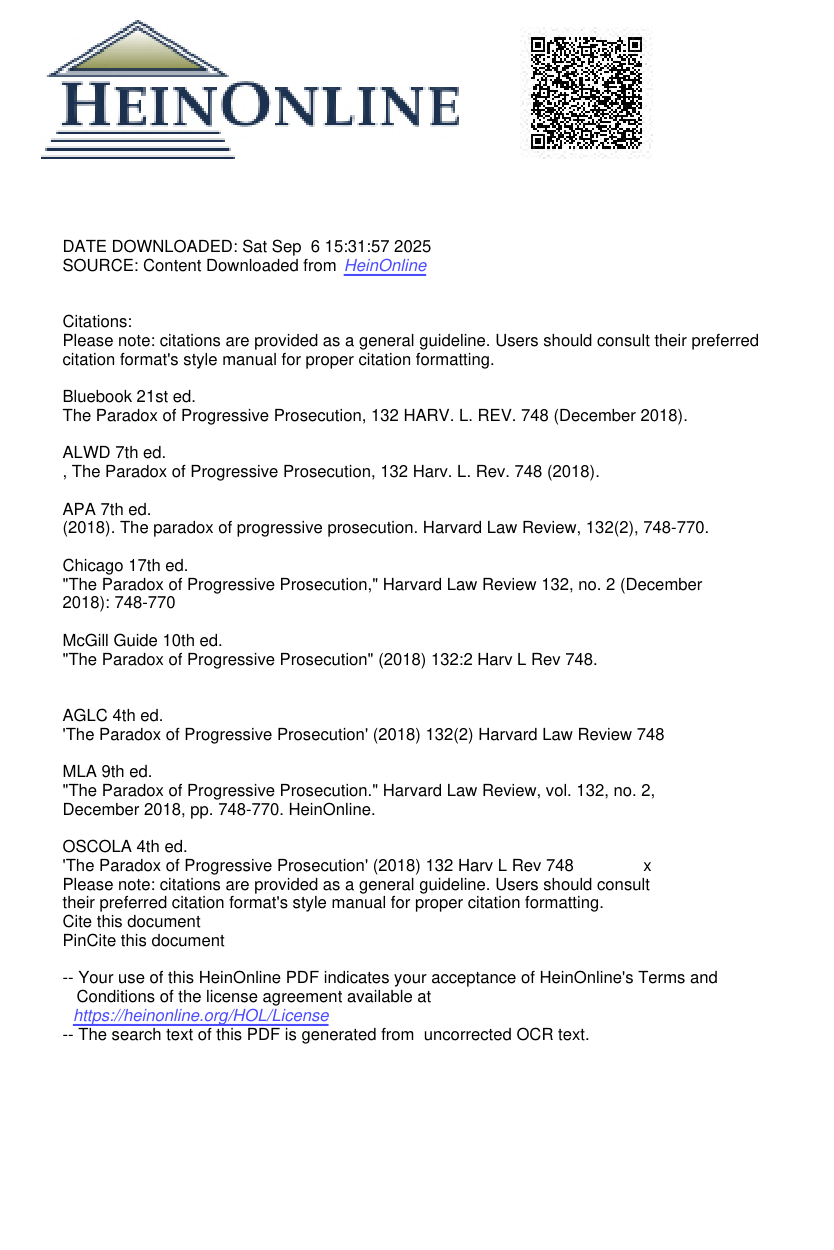 HEINONLINE
DATE DOWNLOADED: Sat Sep  6 15:31:57 2025
SOURCE: Content Downloaded from HeinOnline
Citations:
Please note: citations are provided as a general guideline. Users should consult their preferred
citation format's style manual for proper citation formatting.
Bluebook 21st ed.
The Paradox of Progressive Prosecution, 132 HARV. L. REV. 748 (December 2018).
ALWD 7th ed.
, The Paradox of Progressive Prosecution, 132 Harv. L. Rev. 748 (2018).
APA 7th ed.
(2018). The paradox of progressive prosecution. Harvard Law Review, 132(2), 748-770.
Chicago 17th ed.
"The Paradox of Progressive Prosecution," Harvard Law Review 132, no. 2 (December
2018): 748-770
McGill Guide 10th ed.
"The Paradox of Progressive Prosecution" (2018) 132:2 Harv L Rev 748.
AGLC 4th ed.
'The Paradox of Progressive Prosecution' (2018) 132(2) Harvard Law Review 748
MLA 9th ed.
"The Paradox of Progressive Prosecution." Harvard Law Review, vol. 132, no. 2,
December 2018, pp. 748-770. HeinOnline.
OSCOLA 4th ed.
'The Paradox of Progressive Prosecution' (2018) 132 Harv L Rev 748 x
Please note: citations are provided as a general guideline. Users should consult
their preferred citation format's style manual for proper citation formatting.
Cite this document
PinCite this document
-- Your use of this HeinOnline PDF indicates your acceptance of HeinOnline's Terms and
Conditions of the license agreement available at
https://heinonline.org/HOL/License
-- The search text of this PDF is generated from  uncorrected OCR text.